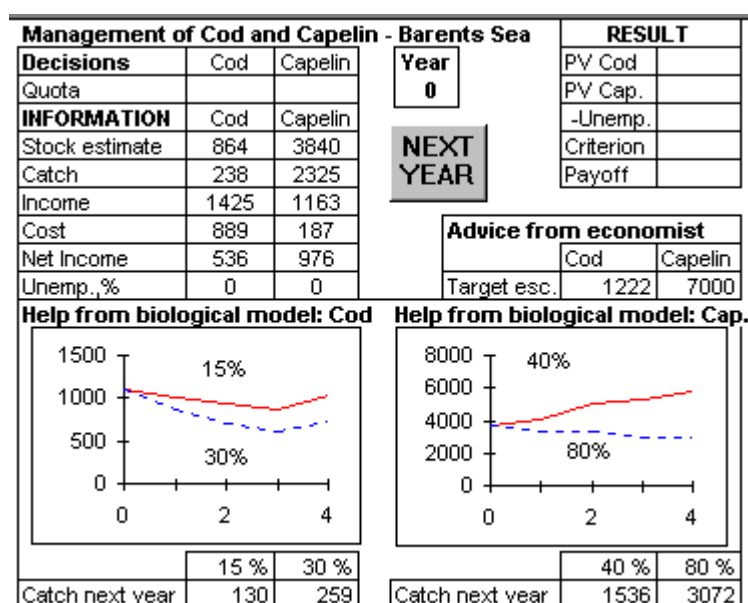 Management of Cod and Capelin - Barents Sea
RESULT
Decisions Cod Capelin
Year
PV Cod
Quota
0
PV Cap.
INFORMATION Cod Capelin
-Unemp.
Stock estimate 864 3840
NEXT
YEAR
Criterion
Catch 238 2325
Payoff
Income 1425 1163
Cost 889 187
Advice from economist
Net Income 536 976
Cod Capelin
Unemp.,% 0 0
Target esc. 1222 7000
Help from biological model: Cod
1500
1000
500
0
15%
30%
0 2 4
15 % 30 %
Catch next year 130 259
Help from biological model: Cap.
8000
6000
4000
2000
0
40%
80%
0 2 4
40 % 80 %
Catch next year 1536 3072